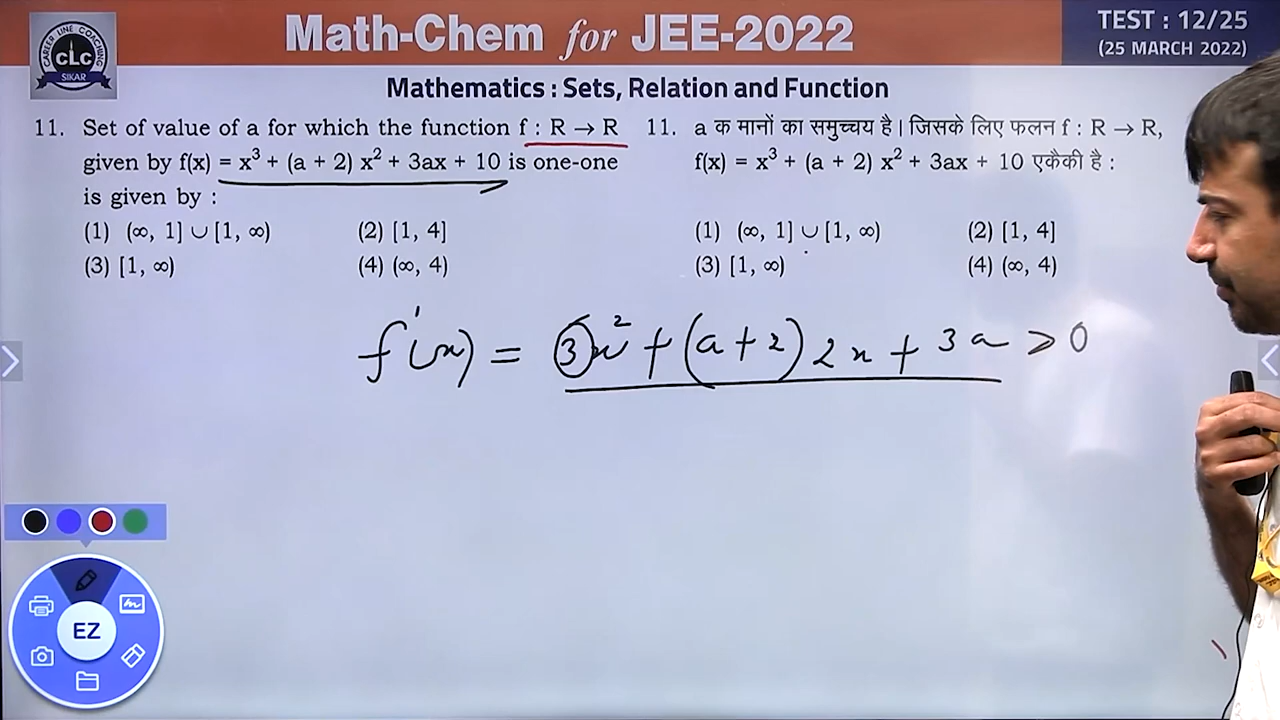 CAREER LINE COACHING
CLC
SIKAR
Math-Chem for JEE-2022
TEST : 12/25
(25 MARCH 2022)
Mathematics : Sets, Relation and Function
11. Set of value of a for which the function f : R → R
given by f(x) = x³ + (a + 2) x² + 3ax + 10 is one-one
is given by :
(1) (∞, 1] ∪ [1, ∞) (2) [1, 4]
(3) [1, ∞) (4) (∞, 4)
11. a क मानों का समुच्चय है। जिसके लिए फलन f : R → R,
f(x) = x³ + (a + 2) x² + 3ax + 10 एकैकी है :
(1) (∞, 1] ∪ [1, ∞) (2) [1, 4]
(3) [1, ∞) (4) (∞, 4)
f'(x) = 3x² + (a+2) 2x + 3a ≥ 0
EZ